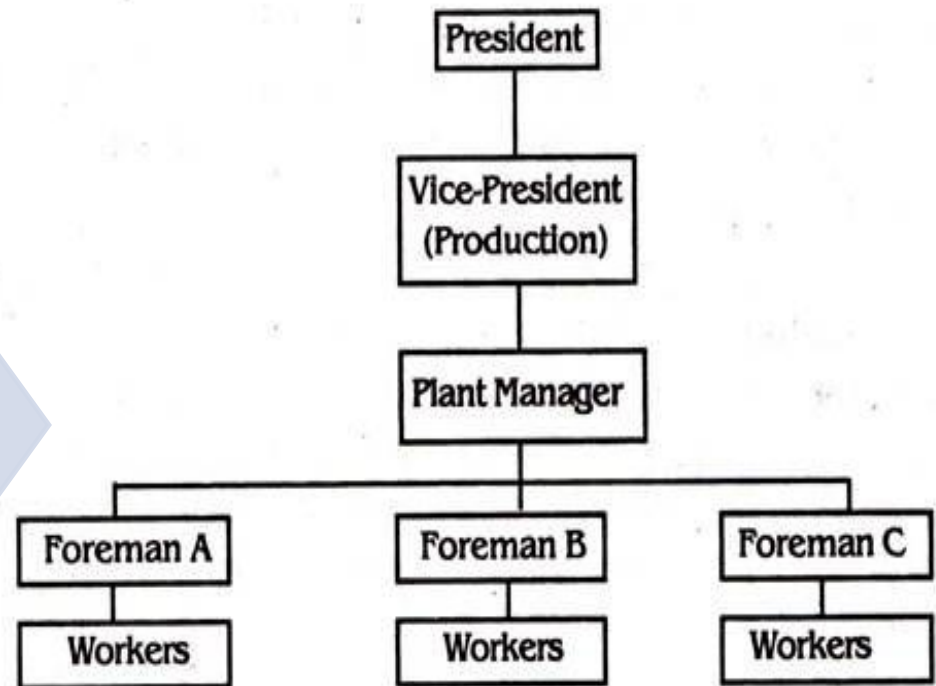 President
Vice-President
(Production)
Plant Manager
Foreman A
Foreman B
Foreman C
Workers
Workers
Workers